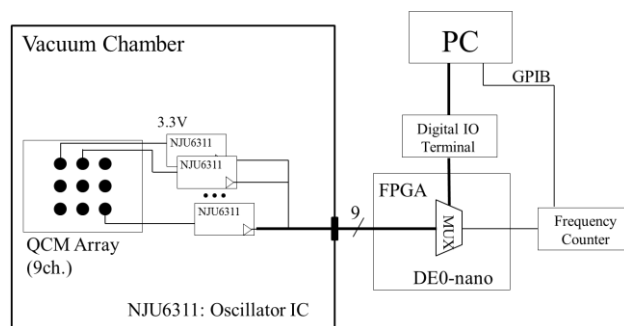 Vacuum Chamber
3.3V
NJU6311
NJU6311
NJU6311
QCM Array
(9ch.)
NJU6311: Oscillator IC
9
PC
GPIB
Digital IO
Terminal
FPGA
MUX
DE0-nano
Frequency
Counter